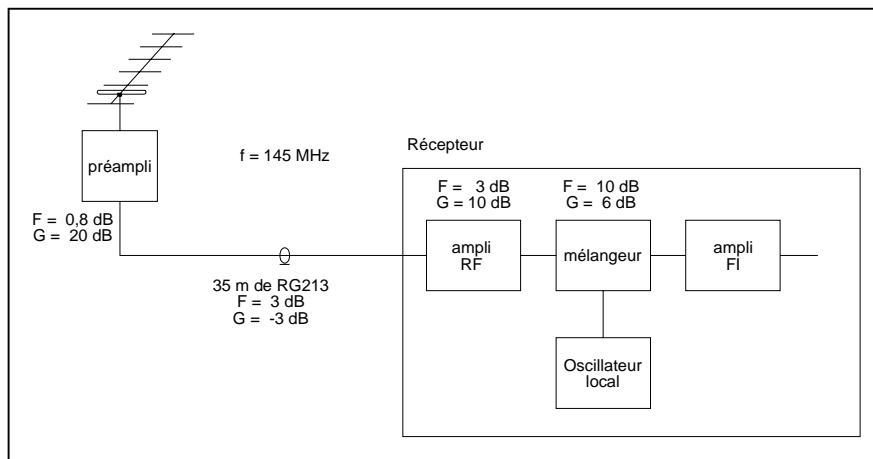 préampli
F = 0,8 dB
G = 20 dB
f = 145 MHz
35 m de RG213
F = 3 dB
G = -3 dB
Récepteur
F = 3 dB
G = 10 dB
ampli
RF
F = 10 dB
G = 6 dB
mélangeur
ampli
FI
Oscillateur
local